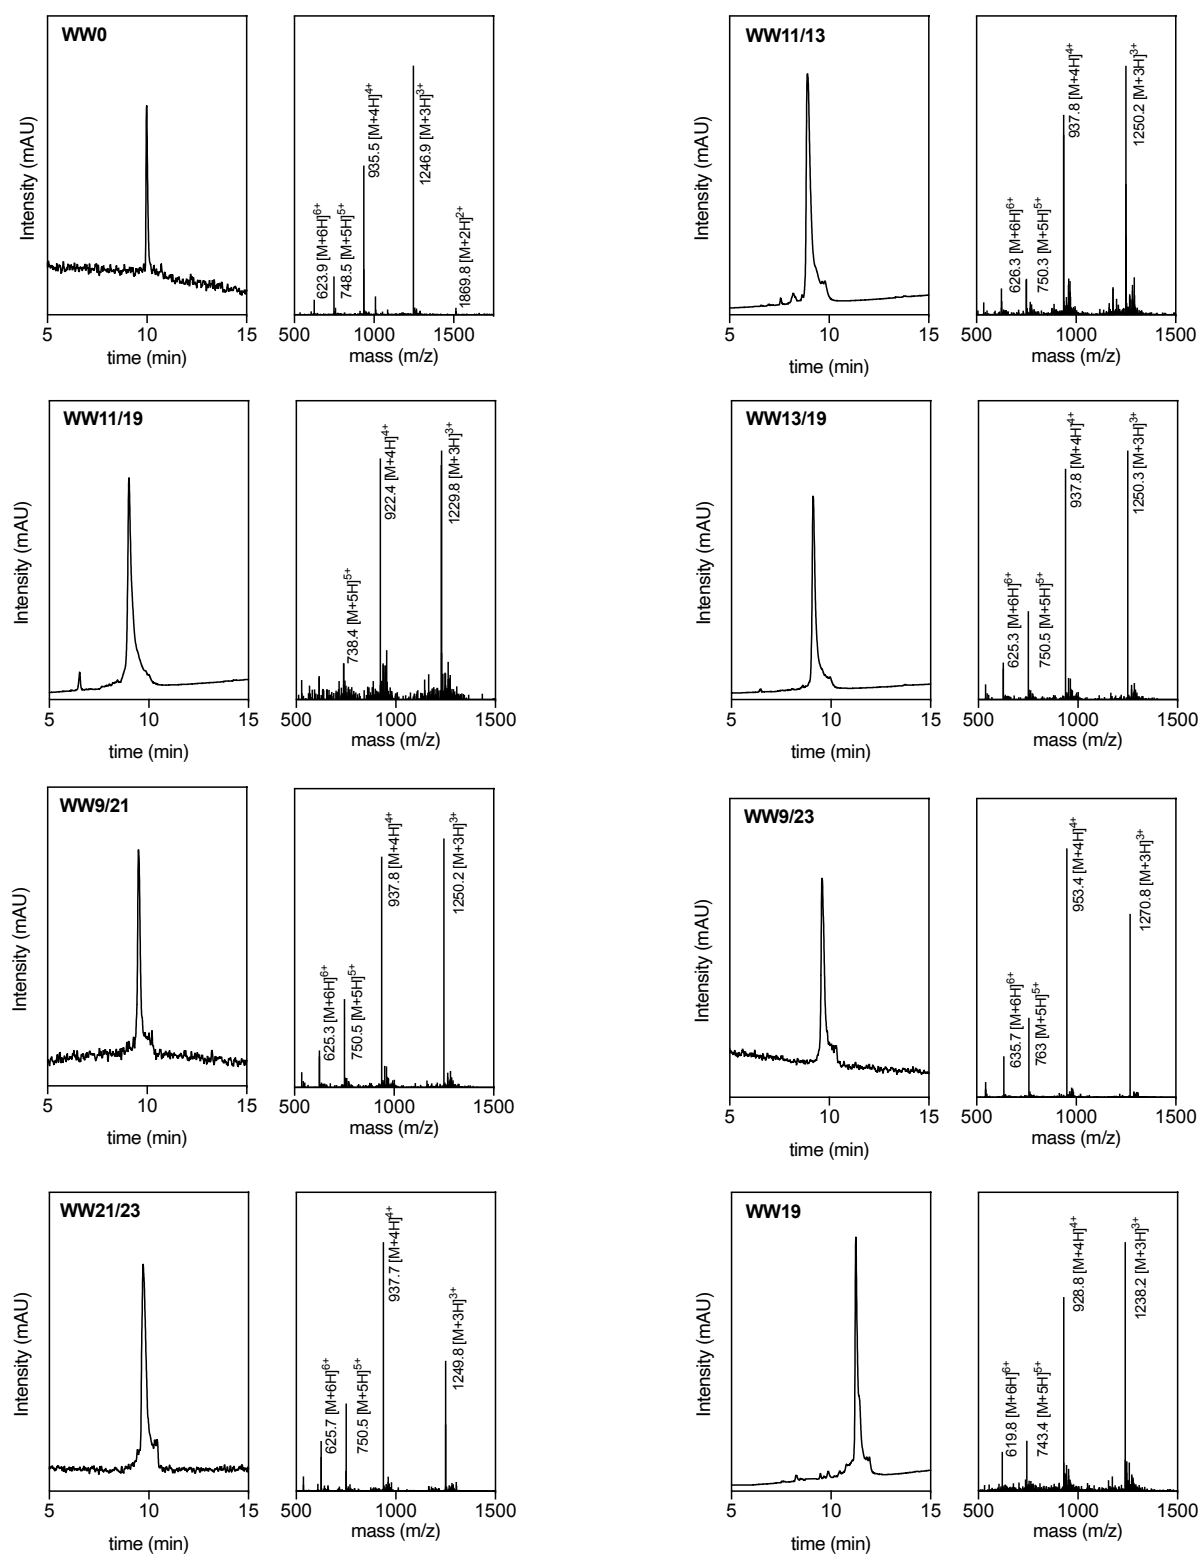 WW0
Intensity (mAU)
5 10 15
time (min)
623.9 [M+6H]6+
748.5 [M+5H]5+
935.5 [M+4H]4+
1246.9 [M+3H]3+
1869.8 [M+2H]2+
500 1000 1500
mass (m/z)
WW11/13
Intensity (mAU)
5 10 15
time (min)
626.3 [M+6H]6+
750.3 [M+5H]5+
937.8 [M+4H]4+
1250.2 [M+3H]3+
500 1000 1500
mass (m/z)
WW11/19
Intensity (mAU)
5 10 15
time (min)
738.4 [M+5H]5+
922.4 [M+4H]4+
1229.8 [M+3H]3+
500 1000 1500
mass (m/z)
WW13/19
Intensity (mAU)
5 10 15
time (min)
625.3 [M+6H]6+
750.5 [M+5H]5+
937.8 [M+4H]4+
1250.3 [M+3H]3+
500 1000 1500
mass (m/z)
WW9/21
Intensity (mAU)
5 10 15
time (min)
625.3 [M+6H]6+
750.5 [M+5H]5+
937.8 [M+4H]4+
1250.2 [M+3H]3+
500 1000 1500
mass (m/z)
WW9/23
Intensity (mAU)
5 10 15
time (min)
635.7 [M+6H]6+
763 [M+5H]5+
953.4 [M+4H]4+
1270.8 [M+3H]3+
500 1000 1500
mass (m/z)
WW21/23
Intensity (mAU)
5 10 15
time (min)
625.7 [M+6H]6+
750.5 [M+5H]5+
937.7 [M+4H]4+
1249.8 [M+3H]3+
500 1000 1500
mass (m/z)
WW19
Intensity (mAU)
5 10 15
time (min)
619.8 [M+6H]6+
743.4 [M+5H]5+
928.8 [M+4H]4+
1238.2 [M+3H]3+
500 1000 1500
mass (m/z)